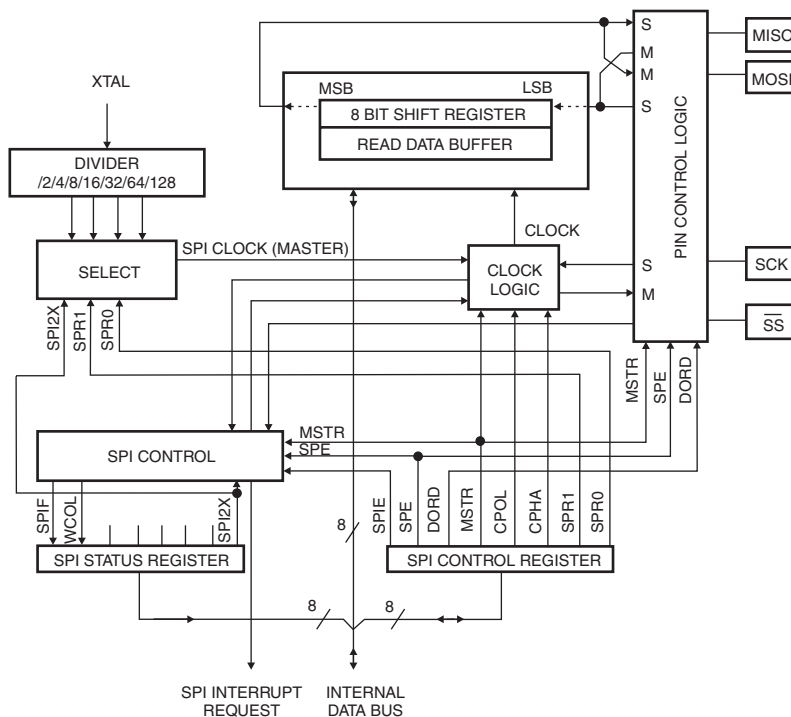 S
M
M
S
PIN CONTROL LOGIC
S
M
MISO
MOSI
SCK
SS
XTAL
MSB
LSB
8 BIT SHIFT REGISTER
READ DATA BUFFER
DIVIDER
/2/4/8/16/32/64/128
CLOCK
SPI CLOCK (MASTER)
SELECT
CLOCK
LOGIC
SPI2X
SPR1
SPR0
MSTR
SPE
DORD
MSTR
SPE
SPI CONTROL
SPIF
WCOL
SPI2X
8
SPIE
SPE
DORD
MSTR
CPOL
CPHA
SPR1
SPR0
SPI STATUS REGISTER
SPI CONTROL REGISTER
8
8
SPI INTERRUPT
REQUEST
INTERNAL
DATA BUS